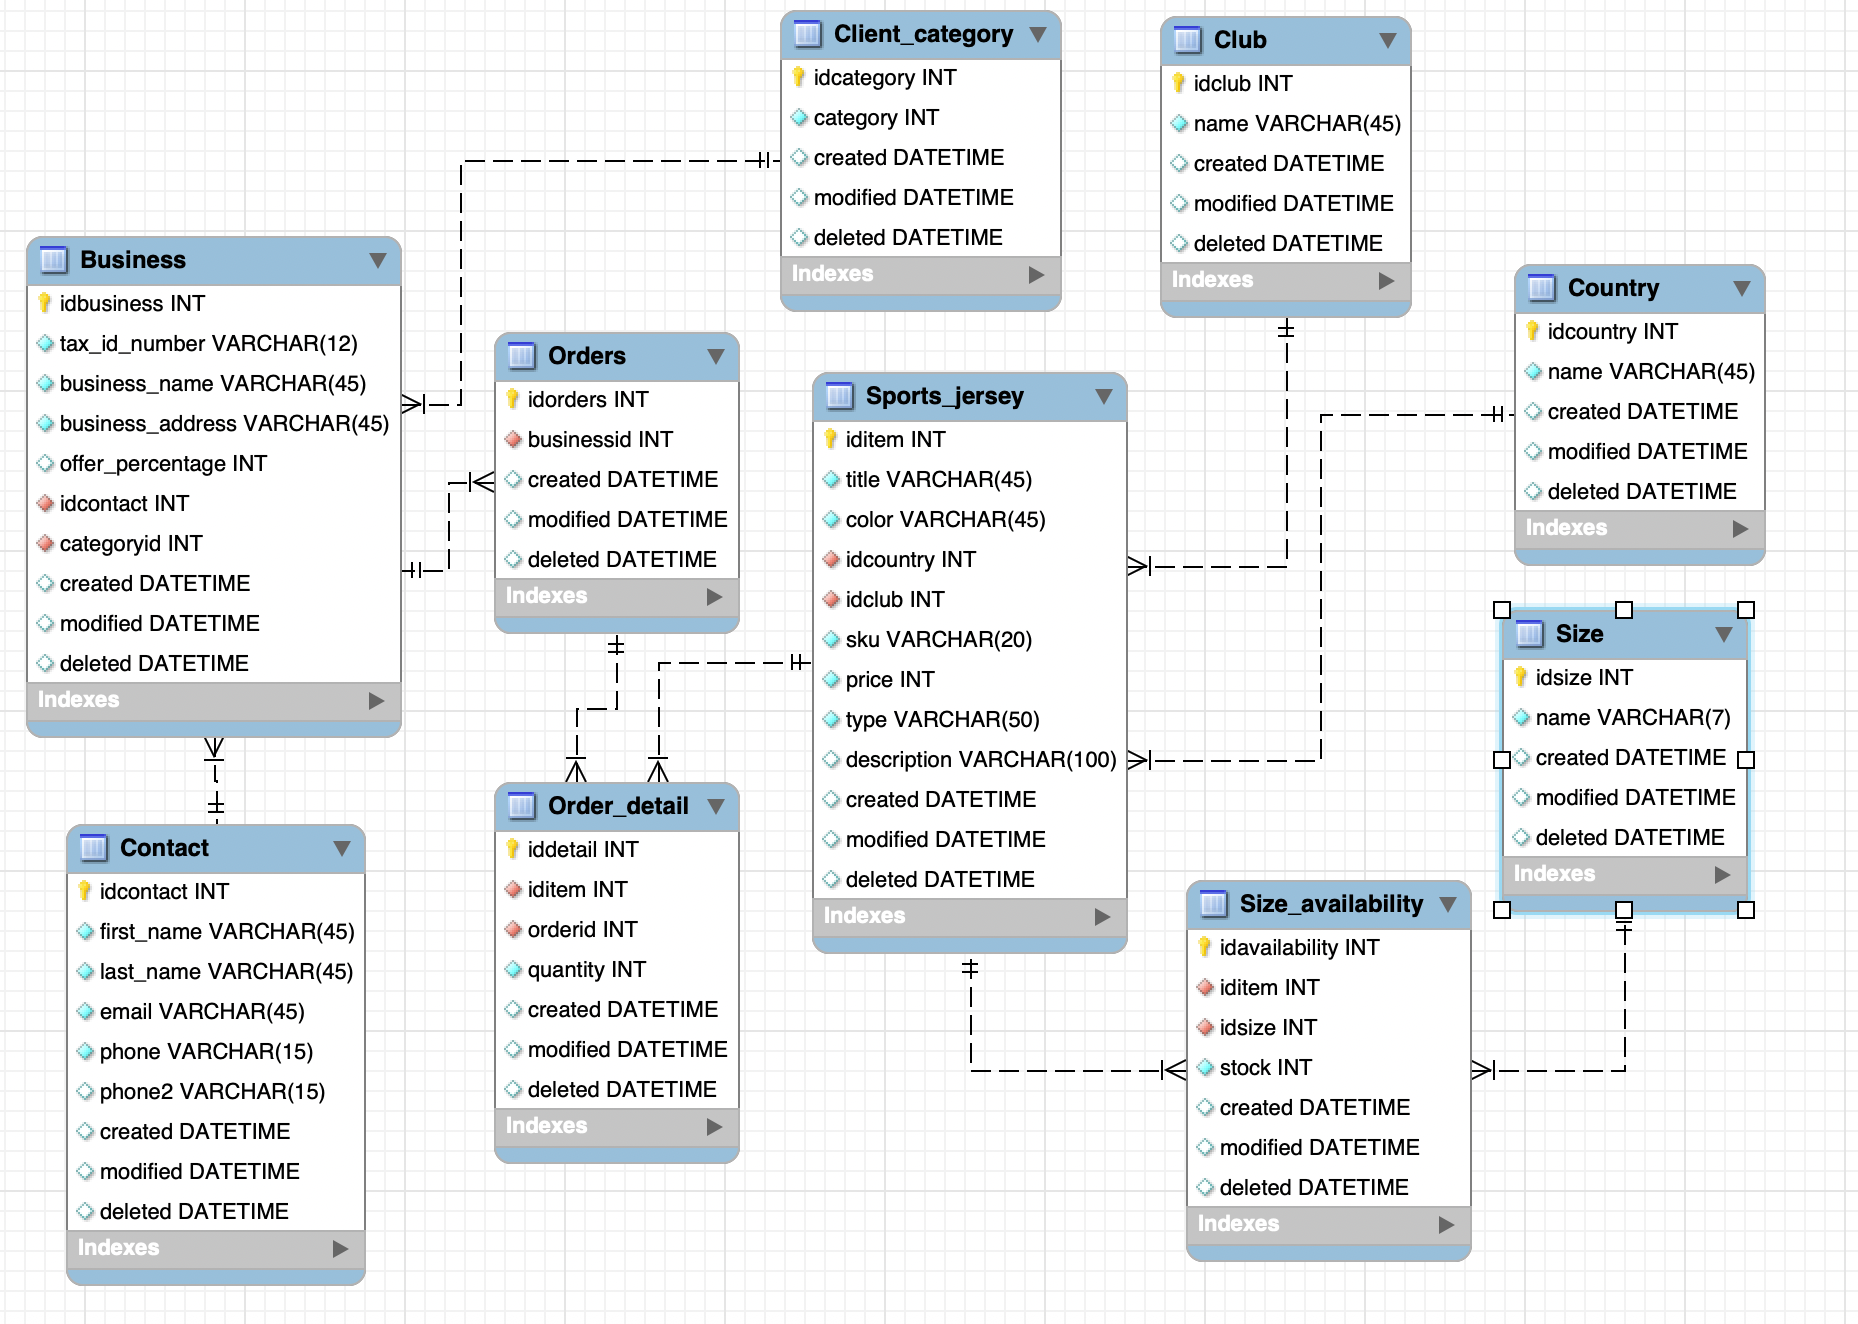 Client_category
idcategory INT
category INT
created DATETIME
modified DATETIME
deleted DATETIME
Indexes
Club
idclub INT
name VARCHAR(45)
created DATETIME
modified DATETIME
deleted DATETIME
Indexes
Business
idbusiness INT
tax_id_number VARCHAR(12)
business_name VARCHAR(45)
business_address VARCHAR(45)
offer_percentage INT
idcontact INT
categoryid INT
created DATETIME
modified DATETIME
deleted DATETIME
Indexes
Orders
idorders INT
businessid INT
created DATETIME
modified DATETIME
deleted DATETIME
Indexes
Sports_jersey
iditem INT
title VARCHAR(45)
color VARCHAR(45)
idcountry INT
idclub INT
sku VARCHAR(20)
price INT
type VARCHAR(50)
description VARCHAR(100)
created DATETIME
modified DATETIME
deleted DATETIME
Indexes
Country
idcountry INT
name VARCHAR(45)
created DATETIME
modified DATETIME
deleted DATETIME
Indexes
Size
idsize INT
name VARCHAR(7)
created DATETIME
modified DATETIME
deleted DATETIME
Indexes
Contact
idcontact INT
first_name VARCHAR(45)
last_name VARCHAR(45)
email VARCHAR(45)
phone VARCHAR(15)
phone2 VARCHAR(15)
created DATETIME
modified DATETIME
deleted DATETIME
Indexes
Order_detail
iddetail INT
iditem INT
orderid INT
quantity INT
created DATETIME
modified DATETIME
deleted DATETIME
Indexes
Size_availability
idavailability INT
iditem INT
idsize INT
stock INT
created DATETIME
modified DATETIME
deleted DATETIME
Indexes